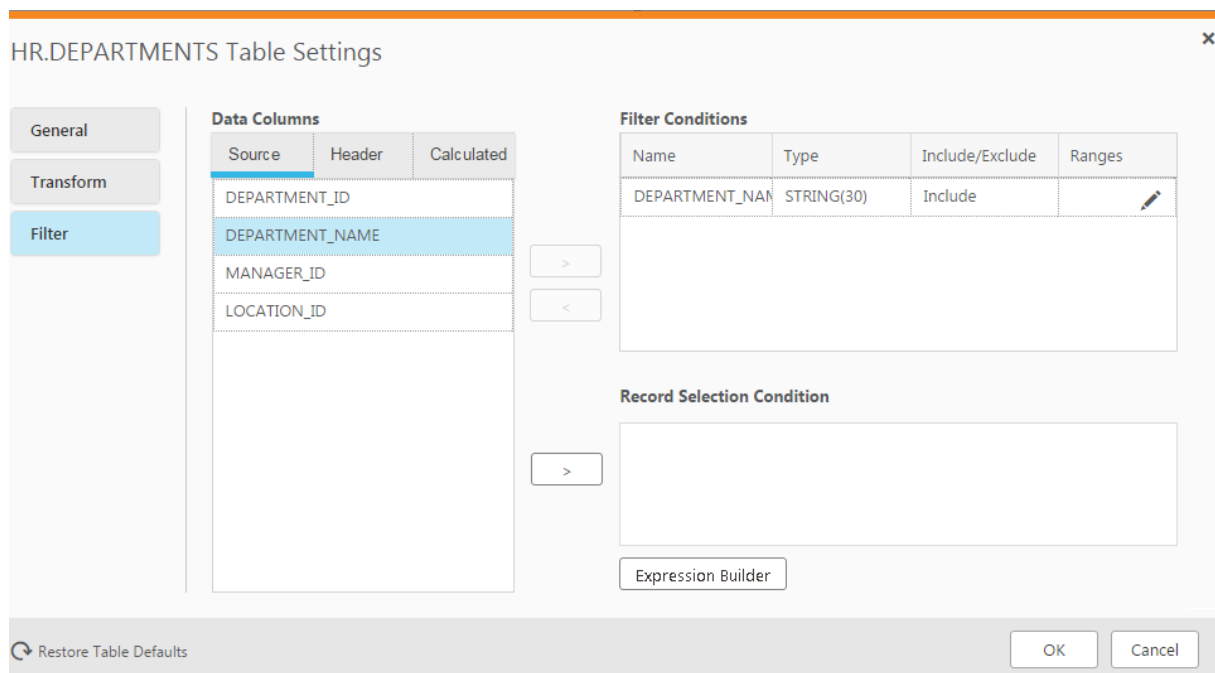 HR.DEPARTMENTS Table Settings
×
General
Transform
Filter
Data Columns
Source Header Calculated
DEPARTMENT_ID
DEPARTMENT_NAME
MANAGER_ID
LOCATION_ID
>
<
>
Filter Conditions
Name Type Include/Exclude Ranges
DEPARTMENT_NAM STRING(30) Include
Record Selection Condition
Expression Builder
Restore Table Defaults
OK Cancel